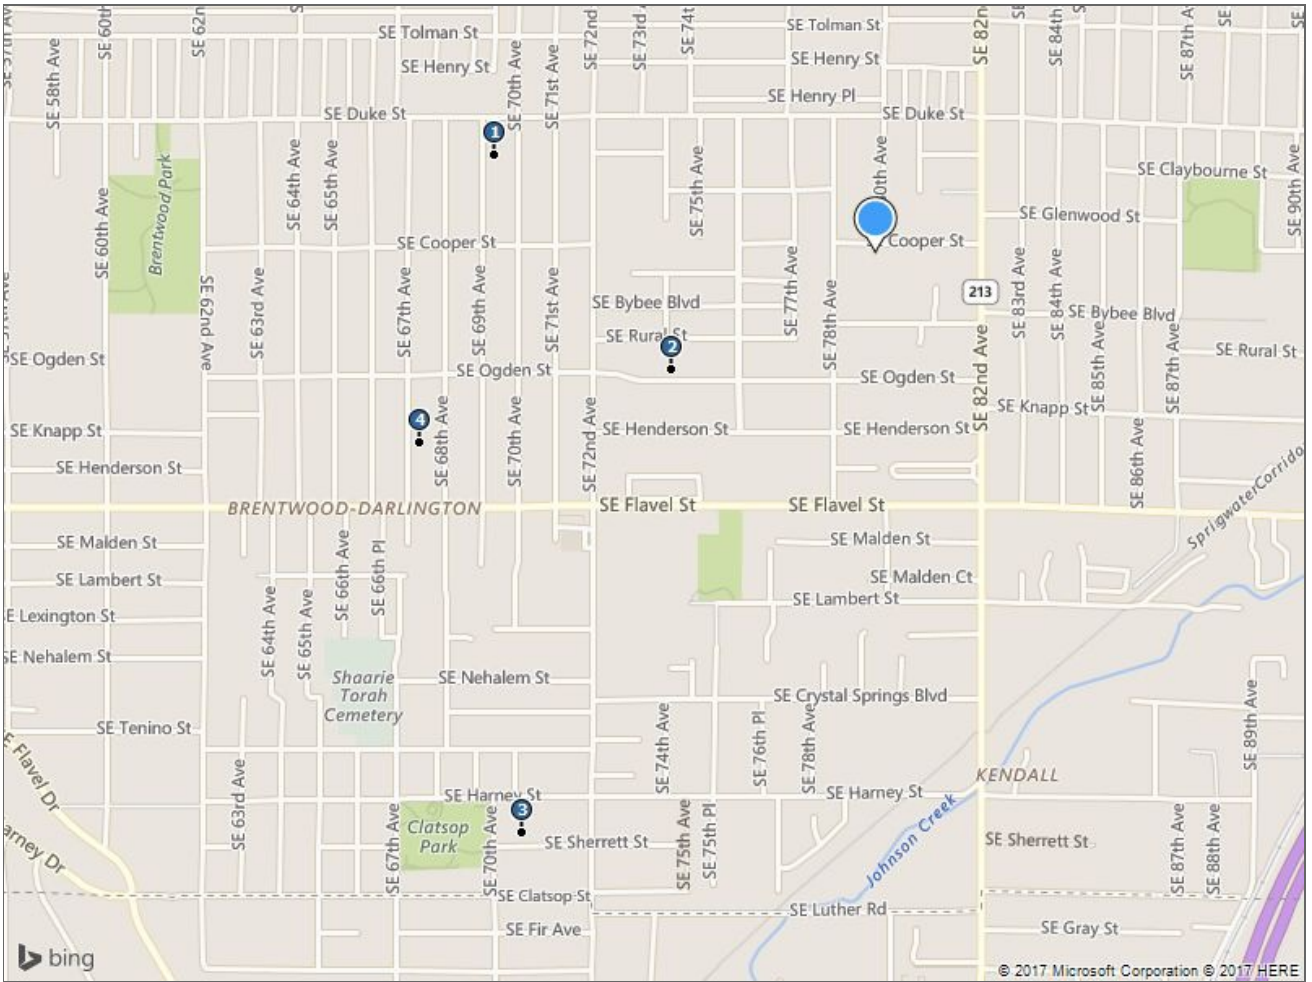 SE Tolman St
SE Tolman St
SE Henry St
SE Henry St
SE Henry Pl
SE Duke St
SE Duke St
SE 58th Ave
SE 60th
SE 62n
SE 70th Ave
SE 71st Ave
SE 72nd
SE 73rd
SE 74t
SE 82n
SE 84th
SE 87th A
SE Claybourne St
SE 90th Ave
1
Brentwood Park
SE 60th Ave
SE 64th Ave
SE 65th Ave
SE 75th Ave
0th Ave
SE Glenwood St
SE Cooper St
Cooper St
213
SE 62nd Ave
SE 63rd Ave
SE 67th Ave
SE 69th Ave
SE 71st Ave
SE 77th Ave
SE 78th Ave
SE 83rd Ave
SE 84th Ave
SE Bybee Blvd
SE Bybee Blvd
SE Rural St
SE Rural St
2
SE Ogden St
SE Ogden St
SE Ogden St
SE 82nd Ave
SE 85th Ave
SE 87th Ave
SE Knapp St
SE Knapp St
4
SE 68th Ave
SE 70th Ave
SE 72nd Ave
SE Henderson St
SE Henderson St
SE Henderson St
SE 86th Ave
BRENTWOOD-DARLINGTON
SE Flavel St
SE Flavel St
SE Malden St
SE Malden St
SE Malden Ct
SE Lambert St
SE Lambert St
E Lexington St
SE Nehalem St
SE Nehalem St
SE 64th Ave
SE 65th Ave
SE 66th Ave
SE 66th Pl
Shaarie
Torah
Cemetery
SE Crystal Springs Blvd
SE Tenino St
SE 74th Ave
SE 76th Pl
SE 78th Ave
SE 89th Ave
E Flavel Dr
arney Dr
SE 63rd Ave
KENDALL
SE Harney St
SE Harney St
3
Johnson Creek
Clatsop
Park
SE 67th Ave
SE 70th Ave
SE Sherrett St
SE Sherrett St
SE 75th Ave
SE 75th Pl
SE 87th Ave
SE 88th Ave
SE Clatsop St
SE Luther Rd
SE Fir Ave
SE Gray St
bing
© 2017 Microsoft Corporation © 2017 HERE